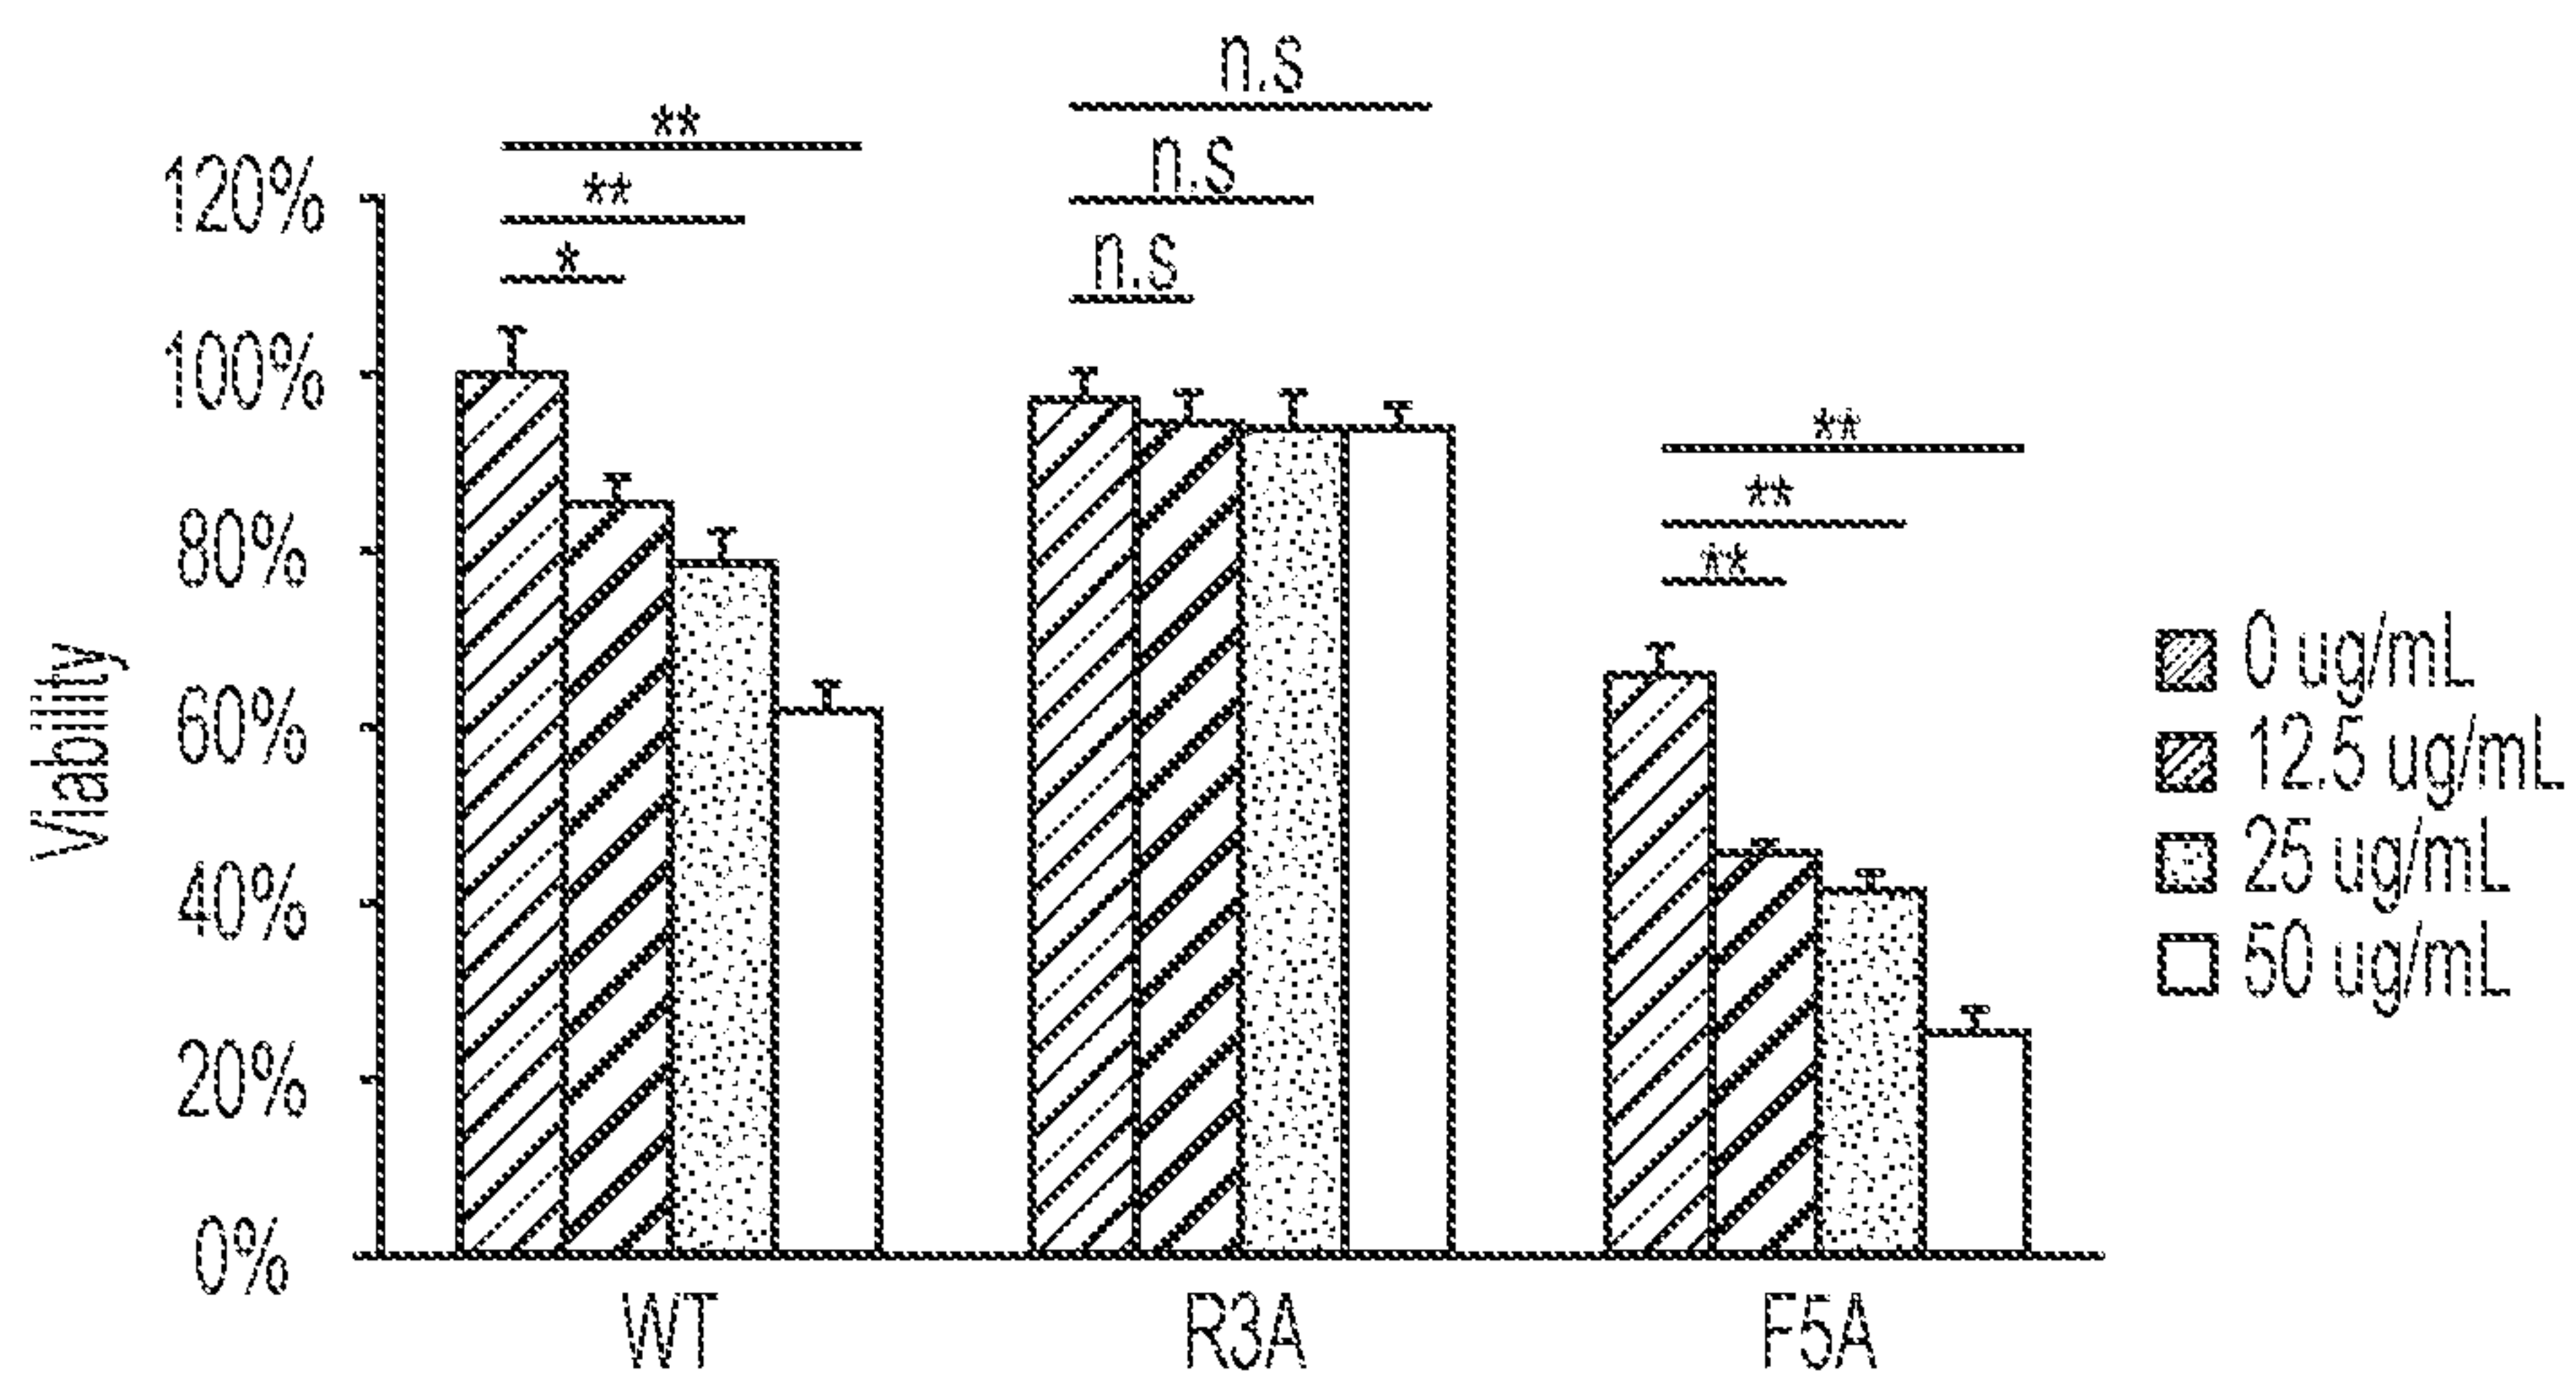 n.s
**
n.s
120%
**
n.s
*
100%
**
80%
**
**
Viability
60%
40%
20%
0%
0 ug/mL
12.5 ug/mL
25 ug/mL
50 ug/mL
WT
R3A
F5A